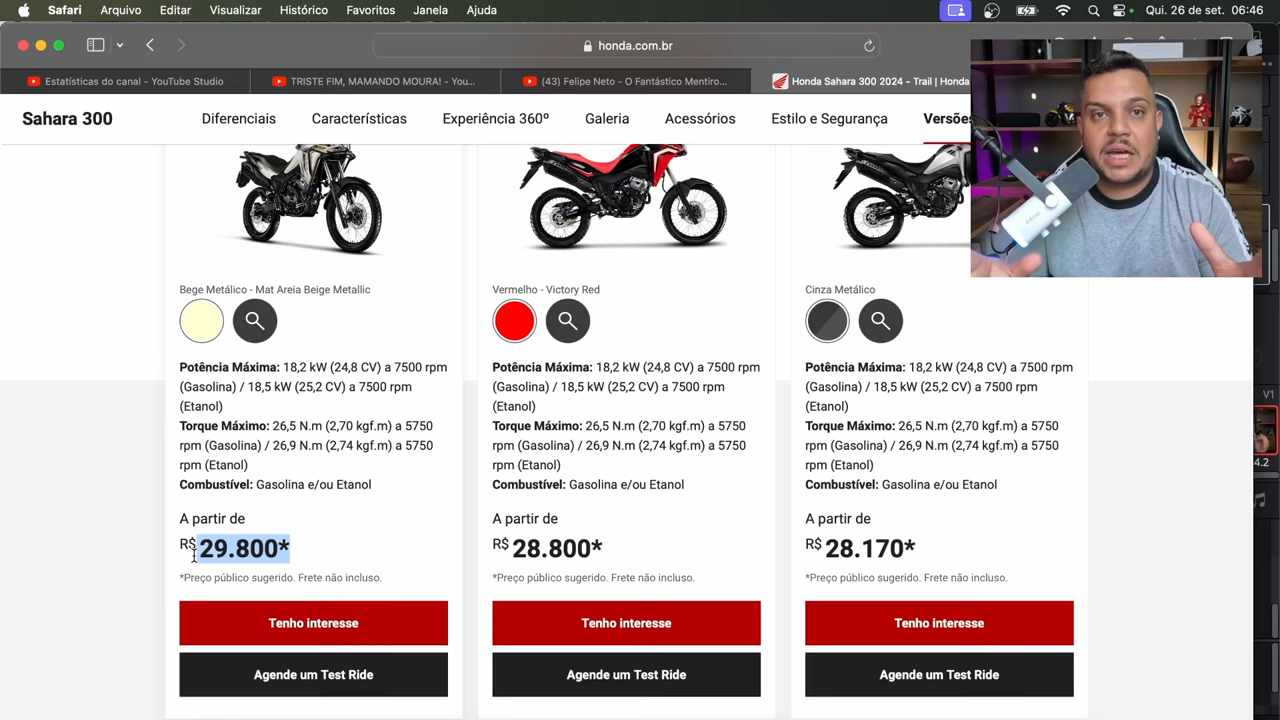 Safari Arquivo Editar Visualizar Histórico Favoritos Janela Ajuda Qui. 26 de set. 06:46
honda.com.br
Estatísticas do canal - YouTube Studio
TRISTE FIM, MAMANDO MOURA! - You...
(43) Felipe Neto - O Fantástico Mentiro...
Honda Sahara 300 2024 - Trail | Honda
Sahara 300
Diferenciais Características Experiência 360º Galeria Acessórios Estilo e Segurança Versões
Bege Metálico - Mat Areia Beige Metallic
Potência Máxima: 18,2 kW (24,8 CV) a 7500 rpm
(Gasolina) / 18,5 kW (25,2 CV) a 7500 rpm
(Etanol)
Torque Máximo: 26,5 N.m (2,70 kgf.m) a 5750
rpm (Gasolina) / 26,9 N.m (2,74 kgf.m) a 5750
rpm (Etanol)
Combustível: Gasolina e/ou Etanol
A partir de
R$ 29.800*
*Preço público sugerido. Frete não incluso.
Tenho interesse
Agende um Test Ride
Vermelho - Victory Red
Potência Máxima: 18,2 kW (24,8 CV) a 7500 rpm
(Gasolina) / 18,5 kW (25,2 CV) a 7500 rpm
(Etanol)
Torque Máximo: 26,5 N.m (2,70 kgf.m) a 5750
rpm (Gasolina) / 26,9 N.m (2,74 kgf.m) a 5750
rpm (Etanol)
Combustível: Gasolina e/ou Etanol
A partir de
R$ 28.800*
*Preço público sugerido. Frete não incluso.
Tenho interesse
Agende um Test Ride
Cinza Metálico
Potência Máxima: 18,2 kW (24,8 CV) a 7500 rpm
(Gasolina) / 18,5 kW (25,2 CV) a 7500 rpm
(Etanol)
Torque Máximo: 26,5 N.m (2,70 kgf.m) a 5750
rpm (Gasolina) / 26,9 N.m (2,74 kgf.m) a 5750
rpm (Etanol)
Combustível: Gasolina e/ou Etanol
A partir de
R$ 28.170*
*Preço público sugerido. Frete não incluso.
Tenho interesse
Agende um Test Ride
V1
4.2